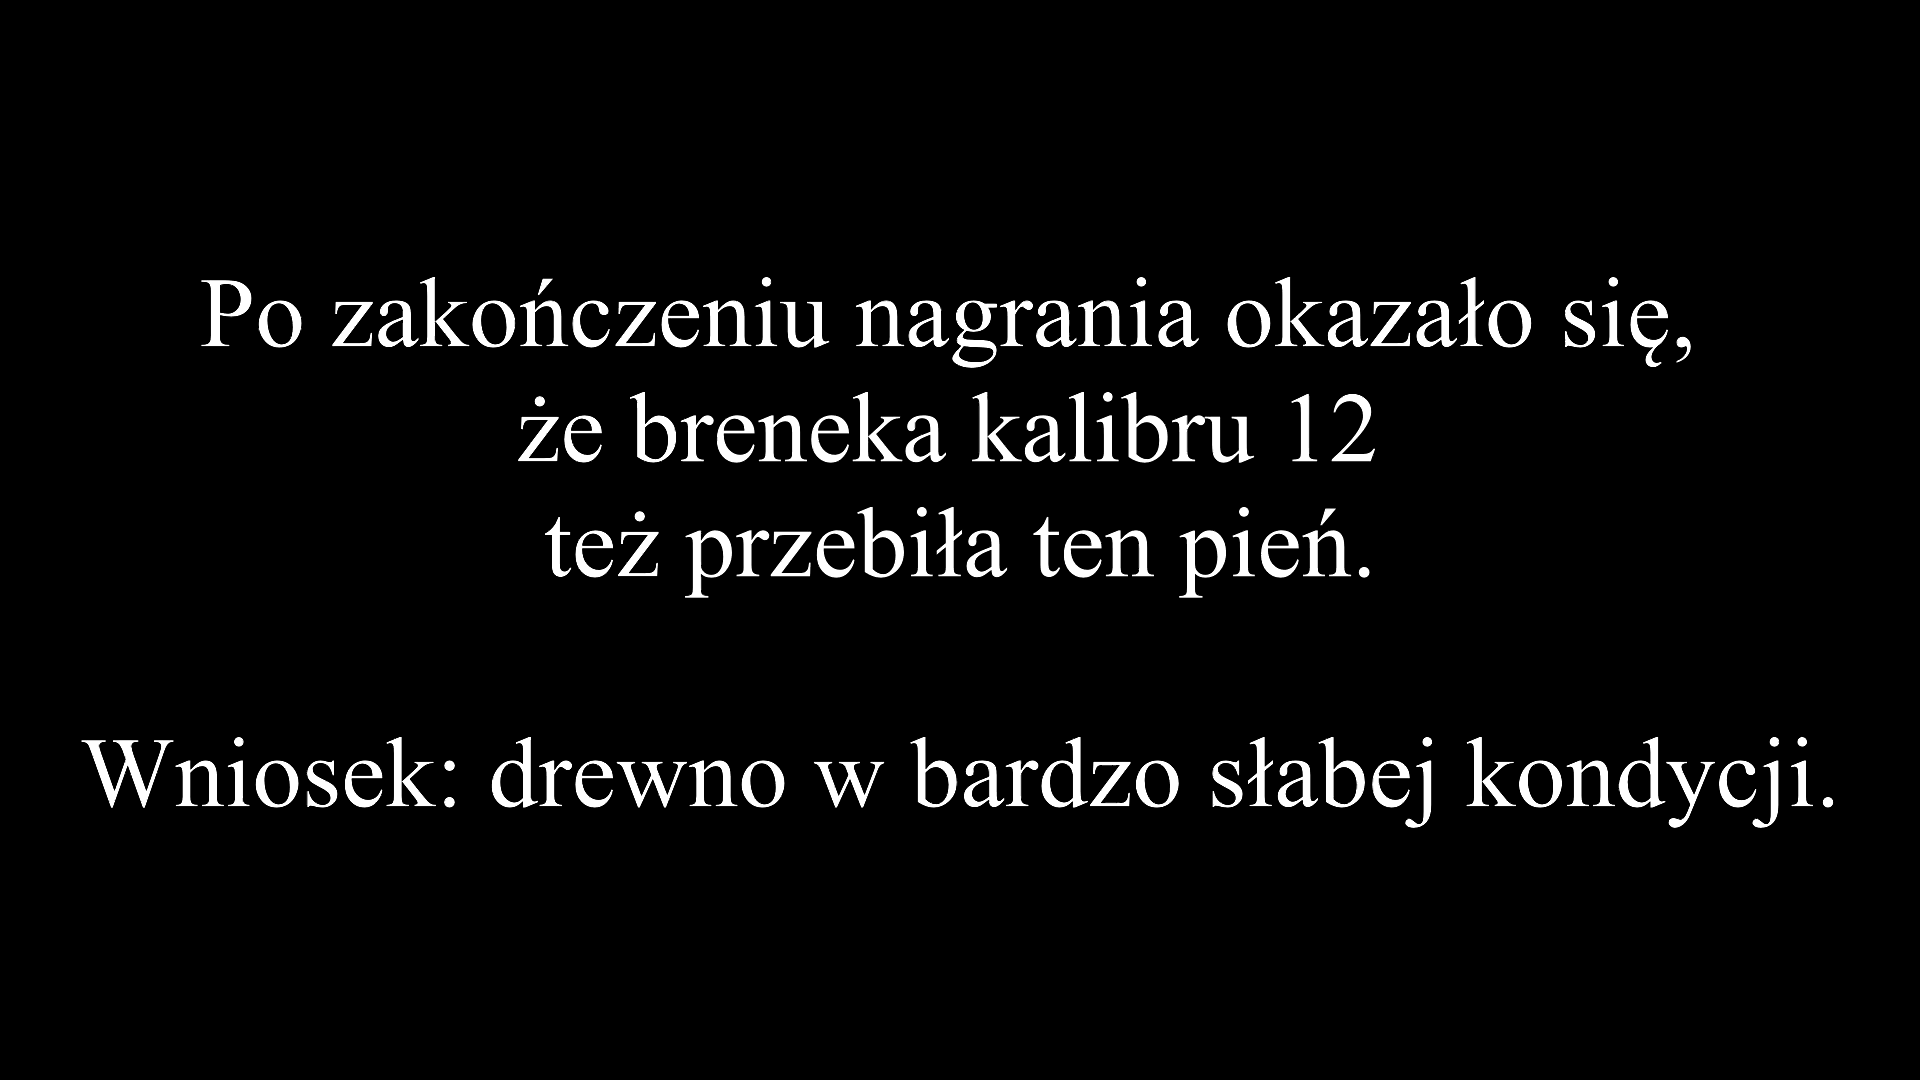 Po zakończeniu nagrania okazało się,
że breneka kalibru 12
też przebiła ten pień.
Wniosek: drewno w bardzo słabej kondycji.